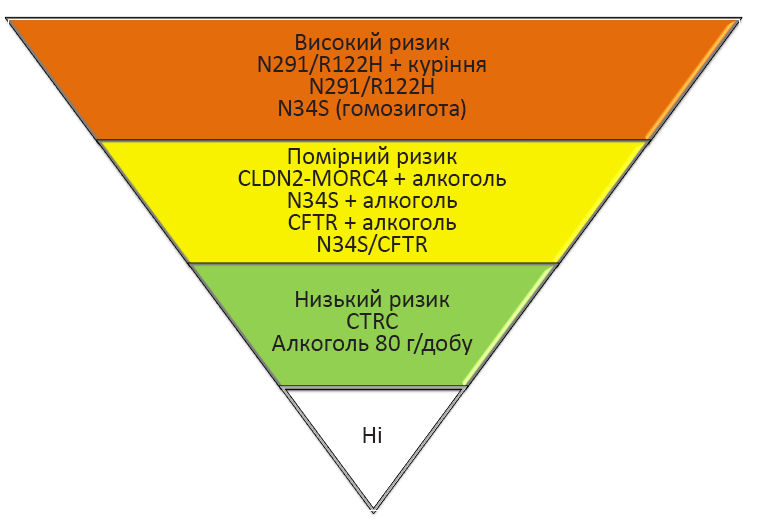 Високий ризик
N291/R122H + куріння
N291/R122H
N34S (гомозигота)
Помірний ризик
CLDN2-MORC4 + алкоголь
N34S + алкоголь
CFTR + алкоголь
N34S/CFTR
Низький ризик
CTRC
Алкоголь 80 г/добу
Ні